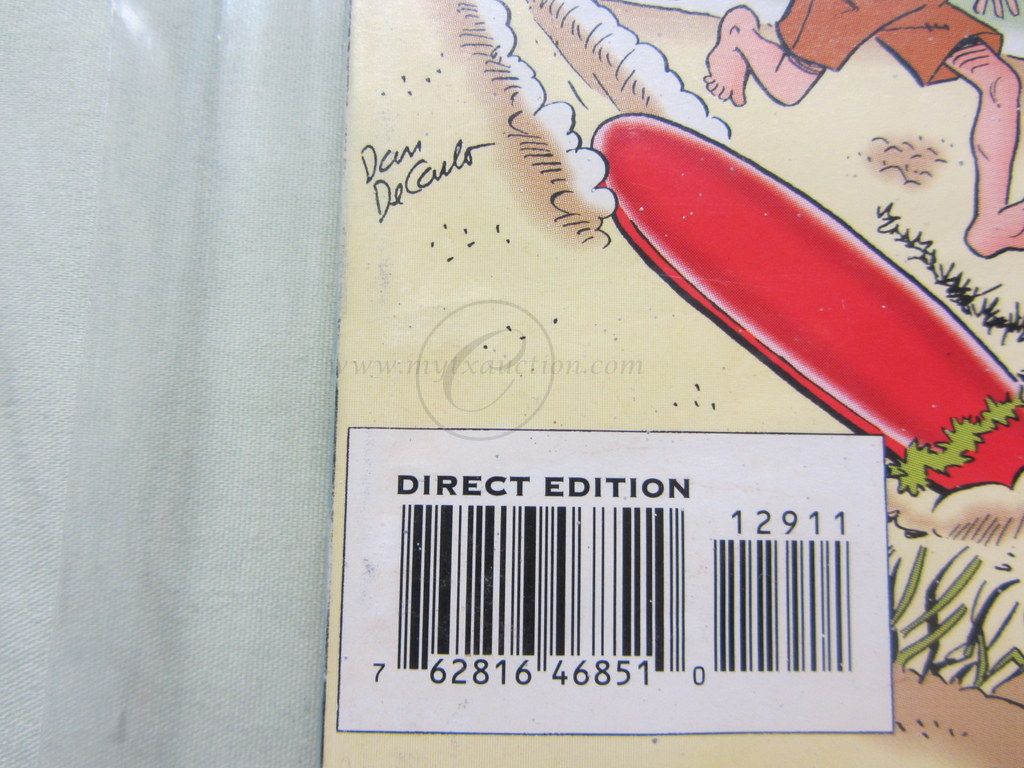 Dan
DeCarlo
www.mytxauction.com
C
DIRECT EDITION
12911
7 62816 46851 0